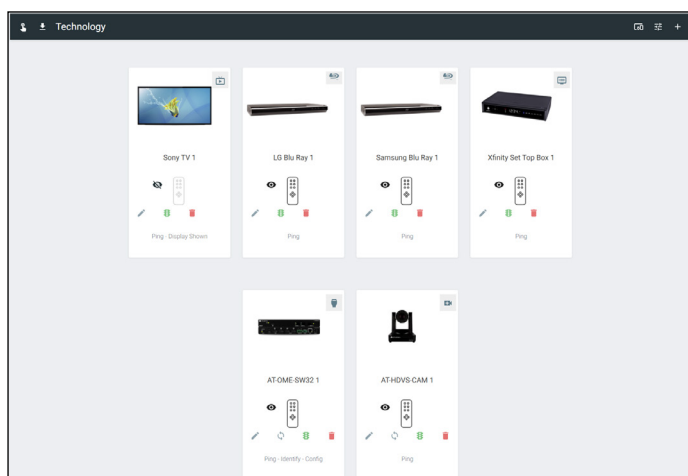 Technology
Sony TV 1
LG Blu Ray 1
Samsung Blu Ray 1
Xfinity Set Top Box 1
Ping - Display Shown
Ping
Ping
Ping
AT-OME-SW32 1
AT-HDVS-CAM 1
Ping - Identify - Config
Ping